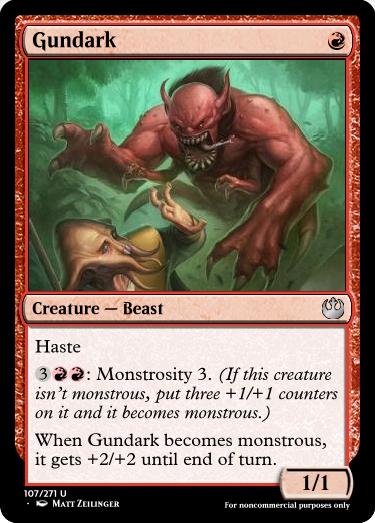 Gundark
Creature — Beast
Haste
3: Monstrosity 3. (If this creature
isn't monstrous, put three +1/+1 counters
on it and it becomes monstrous.)
When Gundark becomes monstrous,
it gets +2/+2 until end of turn.
1/1
107/271 U
· Matt Zeilinger
For noncommercial purposes only